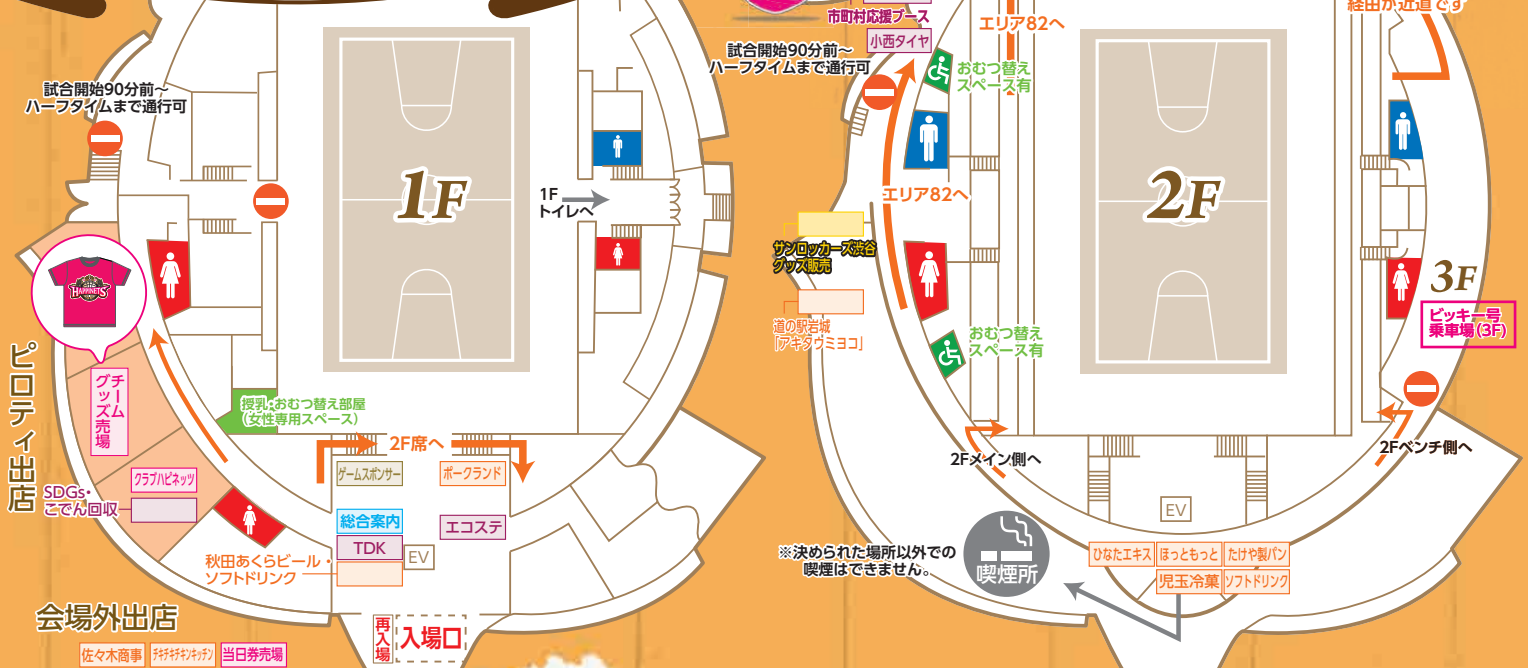 市町村応援ブース
小西タイヤ
エリア82へ
経由が近道です
試合開始90分前～
ハーフタイムまで通行可
試合開始90分前～
ハーフタイムまで通行可
おむつ替え
スペース有
1F
1F
トイレへ
2F
エリア82へ
サンロッカーズ渋谷
グッズ販売
道の駅岩城
「アキタウミヨコ」
おむつ替え
スペース有
3F
ビッキー号
乗車場(3F)
HAPPINETS
ピロティ出店
チーム
グッズ売場
授乳・おむつ替え部屋
(女性専用スペース)
2F席へ
ゲームスポンサー
ポークランド
クラブハピネッツ
SDGs・
こでん回収
総合案内
エコステ
TDK
EV
秋田あくらビール・
ソフトドリンク
2Fメイン側へ
2Fベンチ側へ
EV
※決められた場所以外での
喫煙はできません。
喫煙所
ひなたエキス
ほっともっと
たけや製パン
児玉冷菓
ソフトドリンク
会場外出店
佐々木商事
チキチキチキンキッチン
当日券売場
再入場
入場口